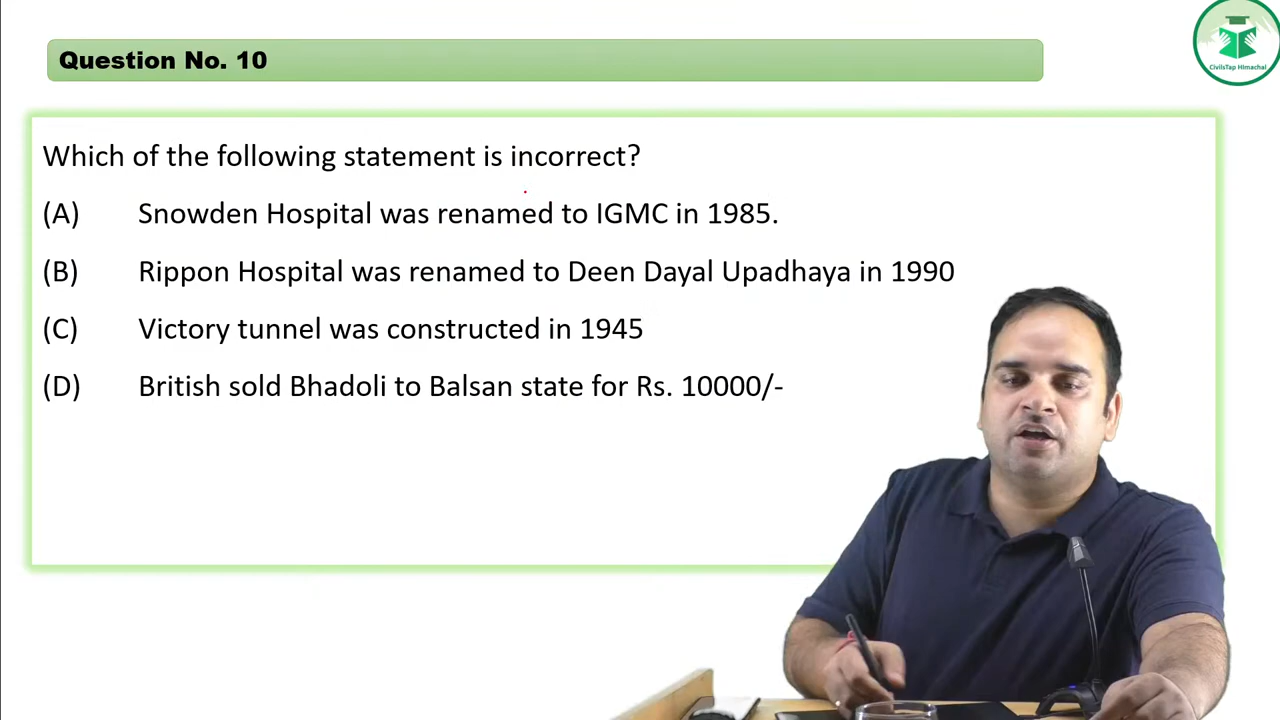 CivilsTap Himachal
Question No. 10
Which of the following statement is incorrect?
(A) Snowden Hospital was renamed to IGMC in 1985.
(B) Rippon Hospital was renamed to Deen Dayal Upadhaya in 1990
(C) Victory tunnel was constructed in 1945
(D) British sold Bhadoli to Balsan state for Rs. 10000/-